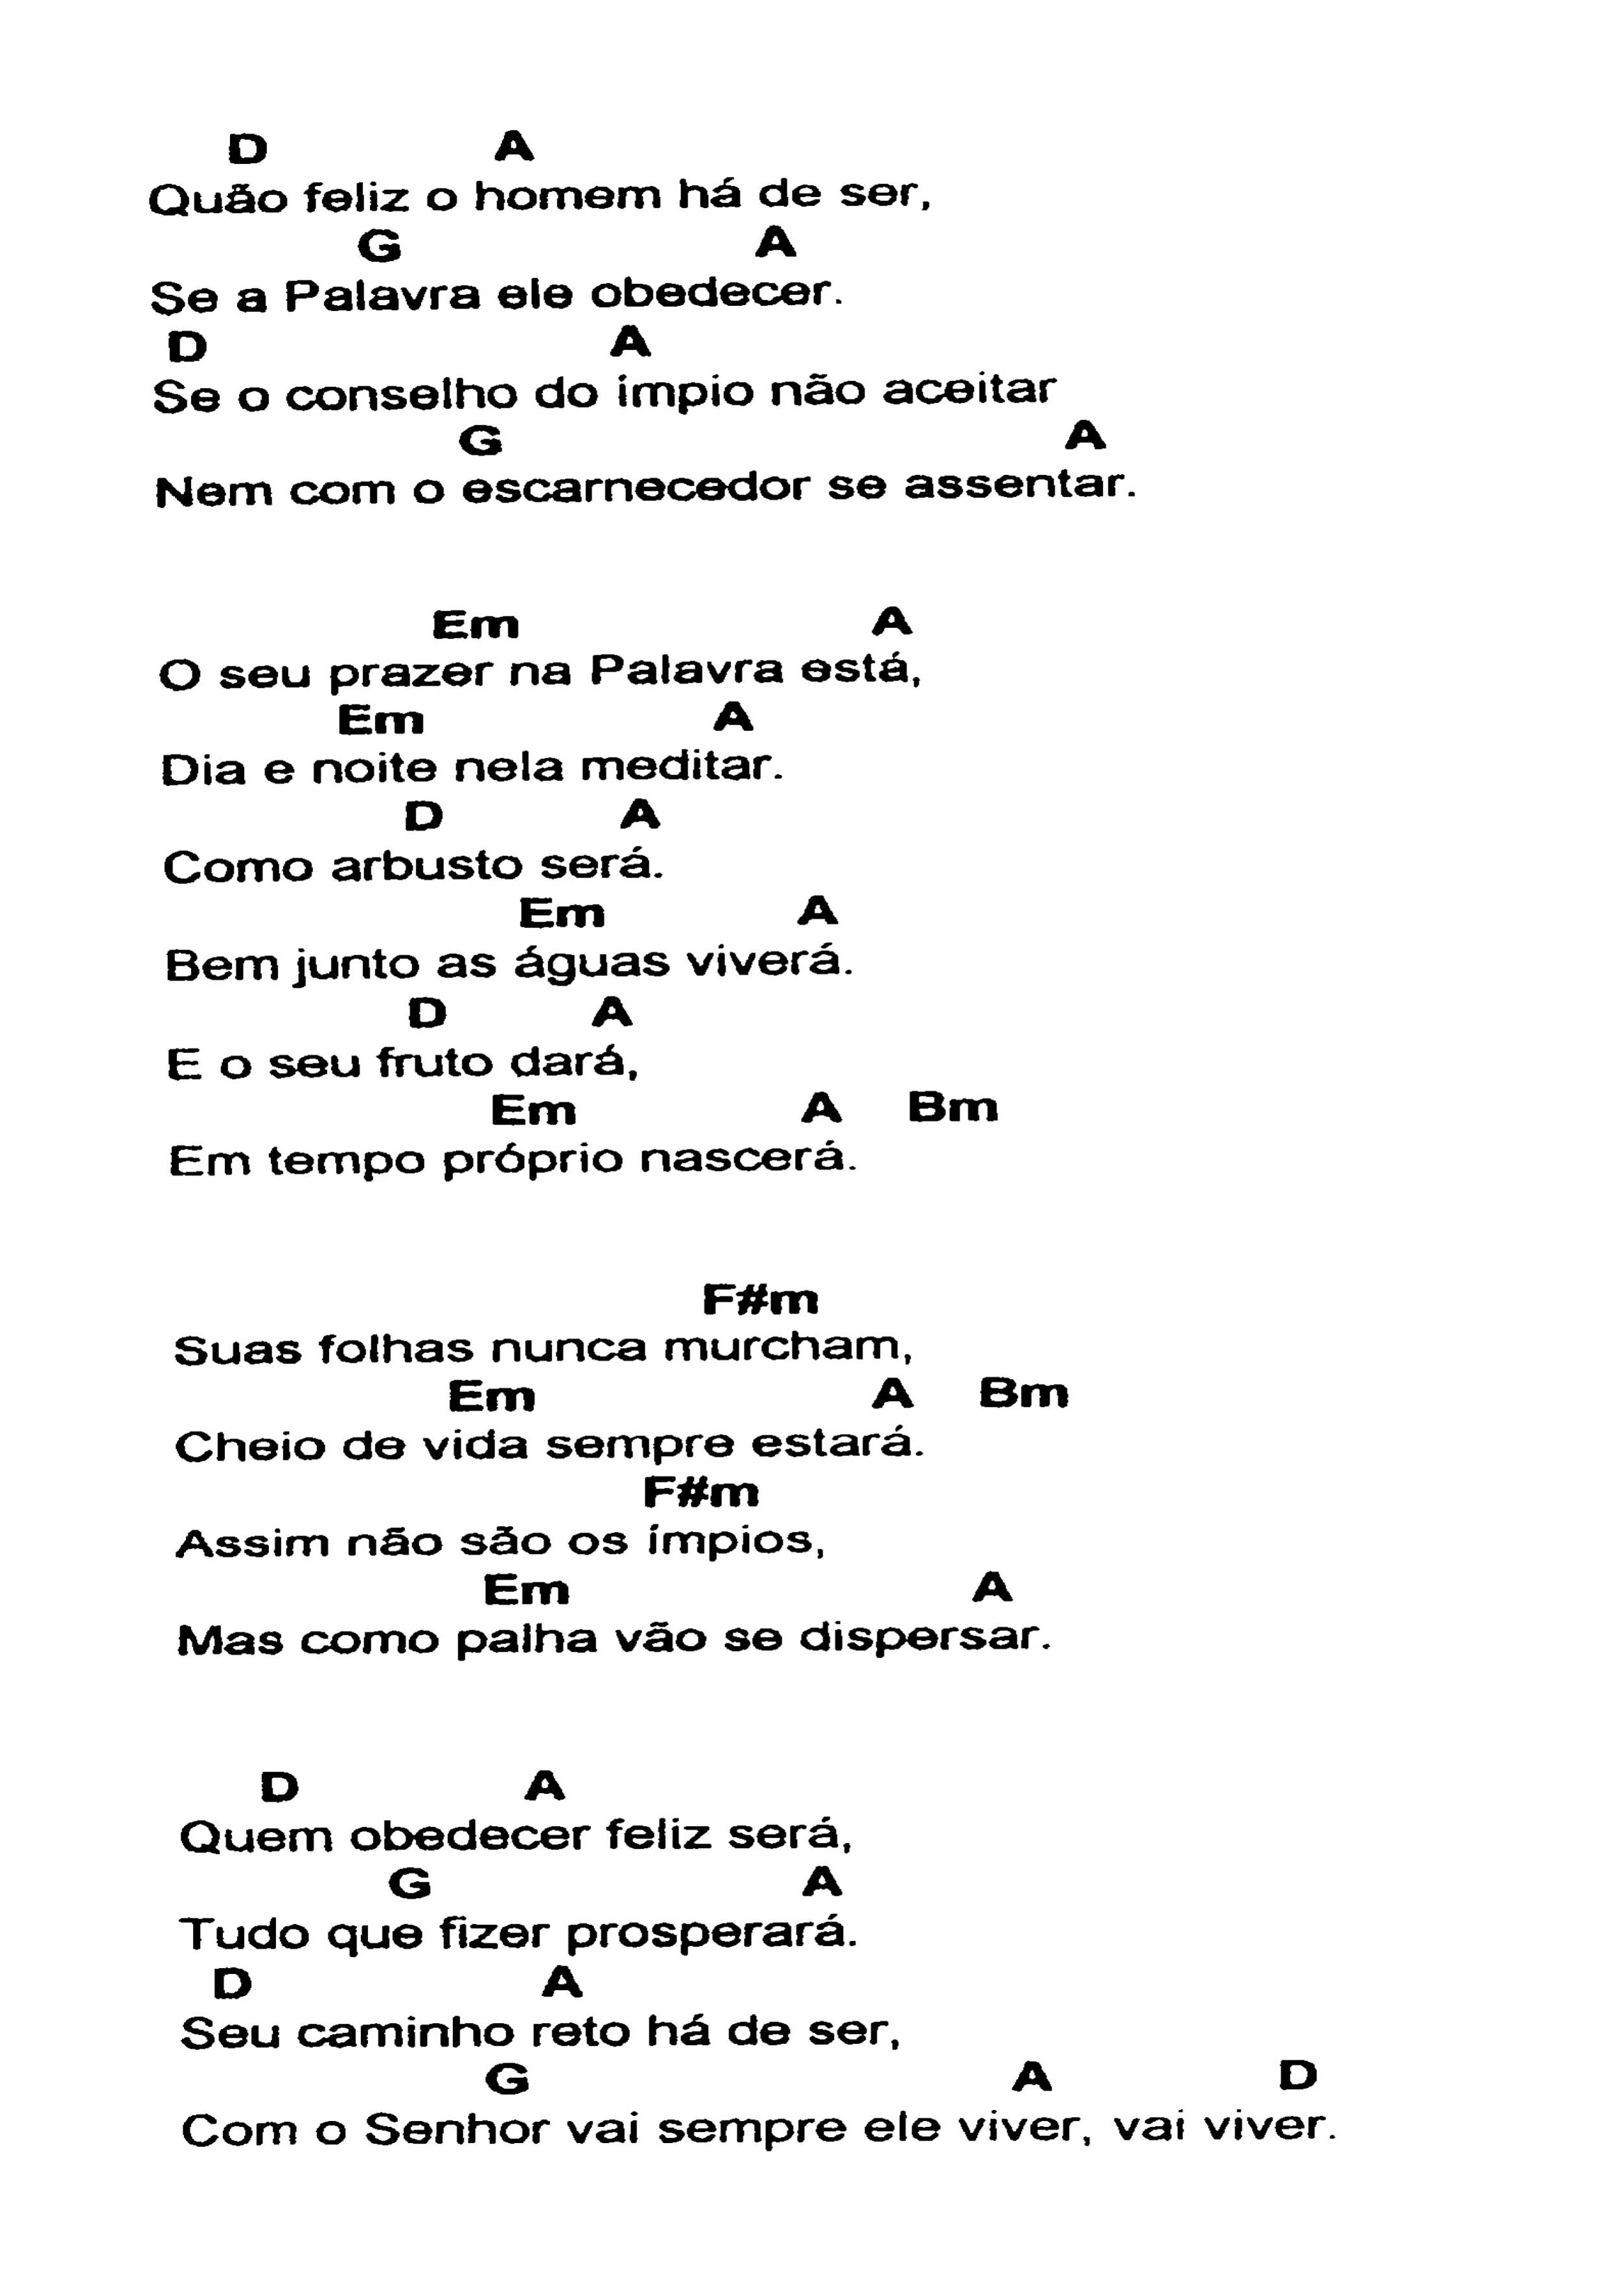 D A
Quão feliz o homem há de ser,
G A
Se a Palavra ele obedecer.
D A
Se o conselho do ímpio não aceitar
G A
Nem com o escarnecedor se assentar.
Em A
O seu prazer na Palavra está,
Em A
Dia e noite nela meditar.
D A
Como arbusto será.
Em A
Bem junto as águas viverá.
D A
E o seu fruto dará,
Em A Bm
Em tempo próprio nascerá.
F#m
Suas folhas nunca murcham,
Em A Bm
Cheio de vida sempre estará.
F#m
Assim não são os ímpios,
Em A
Mas como palha vão se dispersar.
D A
Quem obedecer feliz será,
G A
Tudo que fizer prosperará.
D A
Seu caminho reto há de ser,
G A D
Com o Senhor vai sempre ele viver, vai viver.